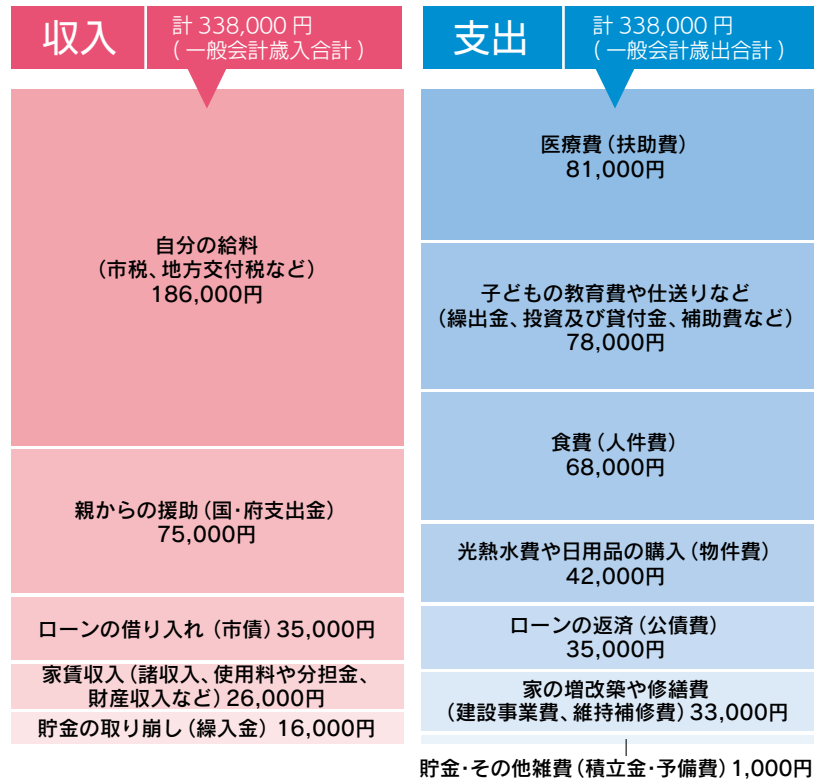 収入
計 338,000 円
( 一般会計歳入合計 )
自分の給料
(市税、地方交付税など)
186,000円
親からの援助(国・府支出金)
75,000円
ローンの借り入れ (市債) 35,000円
家賃収入(諸収入、使用料や分担金、
財産収入など) 26,000円
貯金の取り崩し(繰入金) 16,000円
支出
計 338,000 円
( 一般会計歳出合計 )
医療費(扶助費)
81,000円
子どもの教育費や仕送りなど
(繰出金、投資及び貸付金、補助費など)
78,000円
食費(人件費)
68,000円
光熱水費や日用品の購入(物件費)
42,000円
ローンの返済(公債費)
35,000円
家の増改築や修繕費
(建設事業費、維持補修費) 33,000円
貯金・その他雑費(積立金・予備費) 1,000円